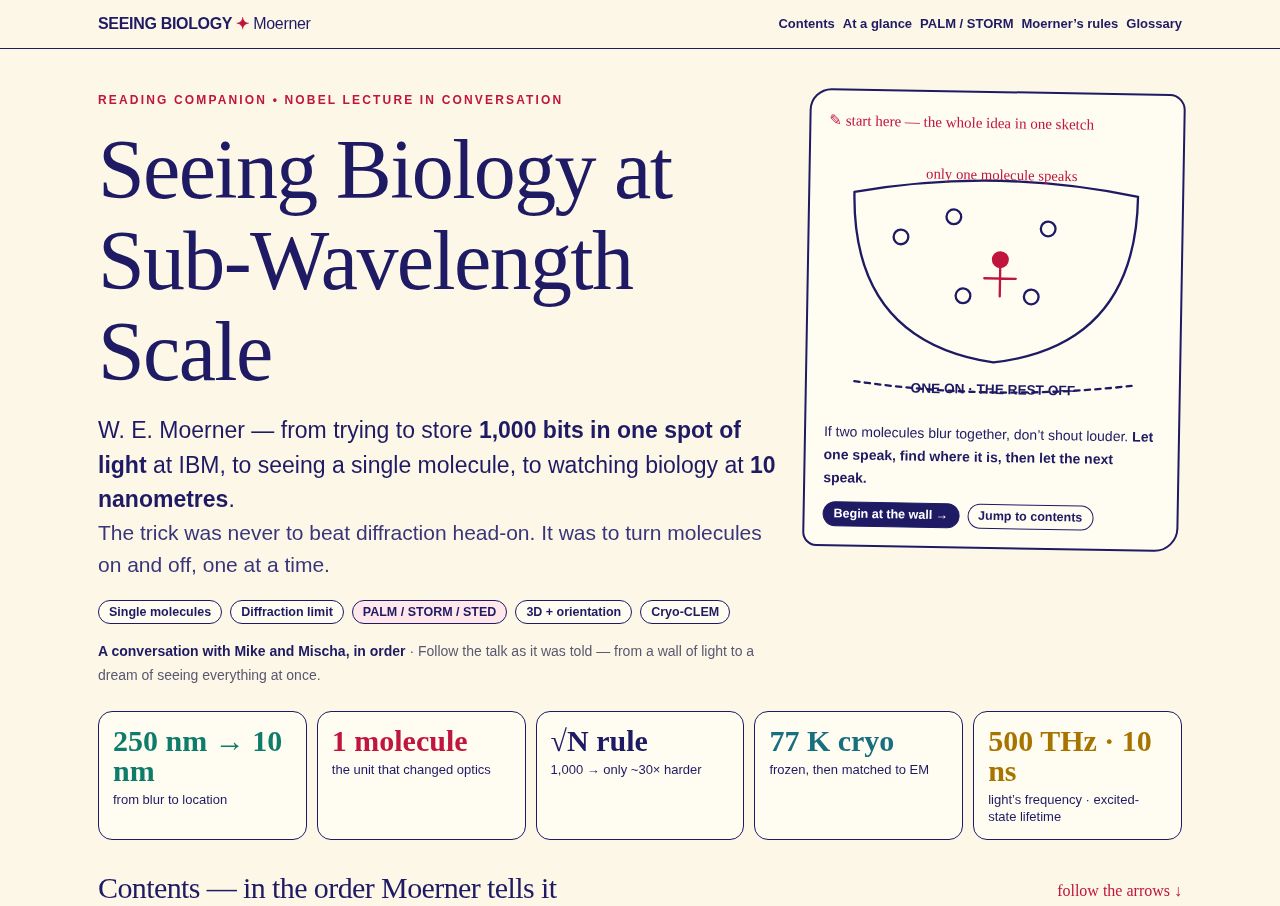 SEEING BIOLOGY ✦ Moerner
Contents At a glance PALM / STORM Moerner’s rules Glossary
READING COMPANION • NOBEL LECTURE IN CONVERSATION
Seeing Biology at
Sub-Wavelength
Scale
W. E. Moerner — from trying to store 1,000 bits in one spot of
light at IBM, to seeing a single molecule, to watching biology at 10
nanometres.
The trick was never to beat diffraction head-on. It was to turn molecules
on and off, one at a time.
Single molecules
Diffraction limit
PALM / STORM / STED
3D + orientation
Cryo-CLEM
A conversation with Mike and Mischa, in order · Follow the talk as it was told — from a wall of light to a
dream of seeing everything at once.
✎ start here — the whole idea in one sketch
only one molecule speaks
ONE ON · THE REST OFF
If two molecules blur together, don’t shout louder. Let
one speak, find where it is, then let the next
speak.
Begin at the wall →
Jump to contents
250 nm → 10
nm
from blur to location
1 molecule
the unit that changed optics
√N rule
1,000 → only ~30× harder
77 K cryo
frozen, then matched to EM
500 THz · 10
ns
light’s frequency · excited-
state lifetime
Contents — in the order Moerner tells it
follow the arrows ↓